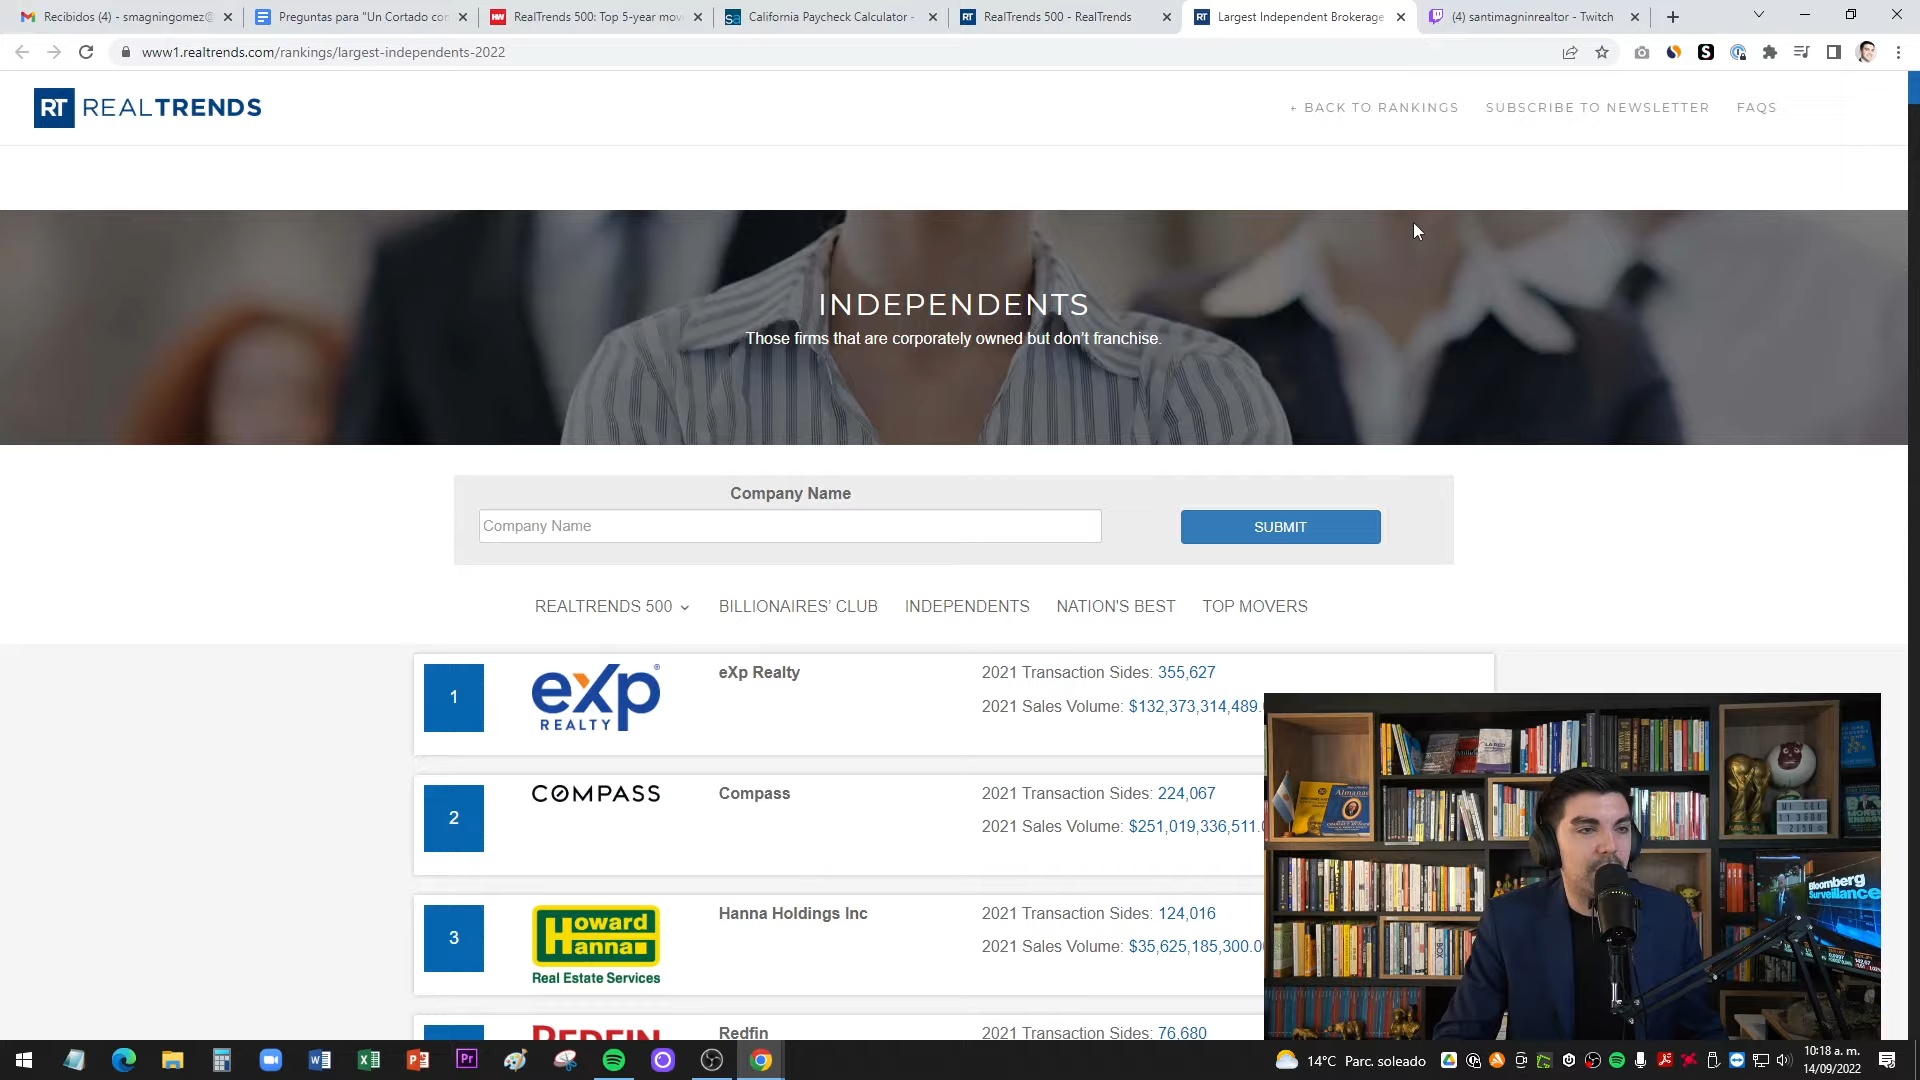 Recibidos (4) - smagningomez@
Preguntas para "Un Cortado con
RealTrends 500: Top 5-year mov
California Paycheck Calculator -
RealTrends 500 - RealTrends
Largest Independent Brokerage
(4) santimagninrealtor - Twitch
www1.realtrends.com/rankings/largest-independents-2022
RT REALTRENDS
← BACK TO RANKINGS
SUBSCRIBE TO NEWSLETTER
FAQS
INDEPENDENTS
Those firms that are corporately owned but don't franchise.
Company Name
Company Name
SUBMIT
REALTRENDS 500
BILLIONAIRES' CLUB
INDEPENDENTS
NATION'S BEST
TOP MOVERS
1
eXp REALTY
eXp Realty
2021 Transaction Sides: 355,627
2021 Sales Volume: $132,373,314,489.
2
COMPASS
Compass
2021 Transaction Sides: 224,067
2021 Sales Volume: $251,019,336,511.0
3
Howard
Hanna
Real Estate Services
Hanna Holdings Inc
2021 Transaction Sides: 124,016
2021 Sales Volume: $35,625,185,300.0
REDFIN
Redfin
2021 Transaction Sides: 76,680
Bloomberg
Surveillance
14°C Parc. soleado
10:18 a. m.
14/09/2022